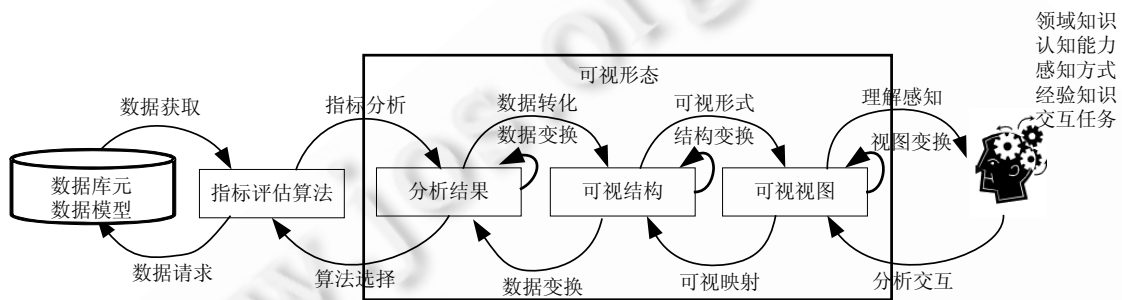 领域知识
认知能力
感知方式
经验知识
交互任务
可视形态
数据获取
指标分析
数据转化
可视形式
理解感知
数据变换
结构变换
视图变换
数据库元
数据模型
指标评估算法
分析结果
可视结构
可视视图
数据请求
算法选择
数据变换
可视映射
分析交互
www.jos.org